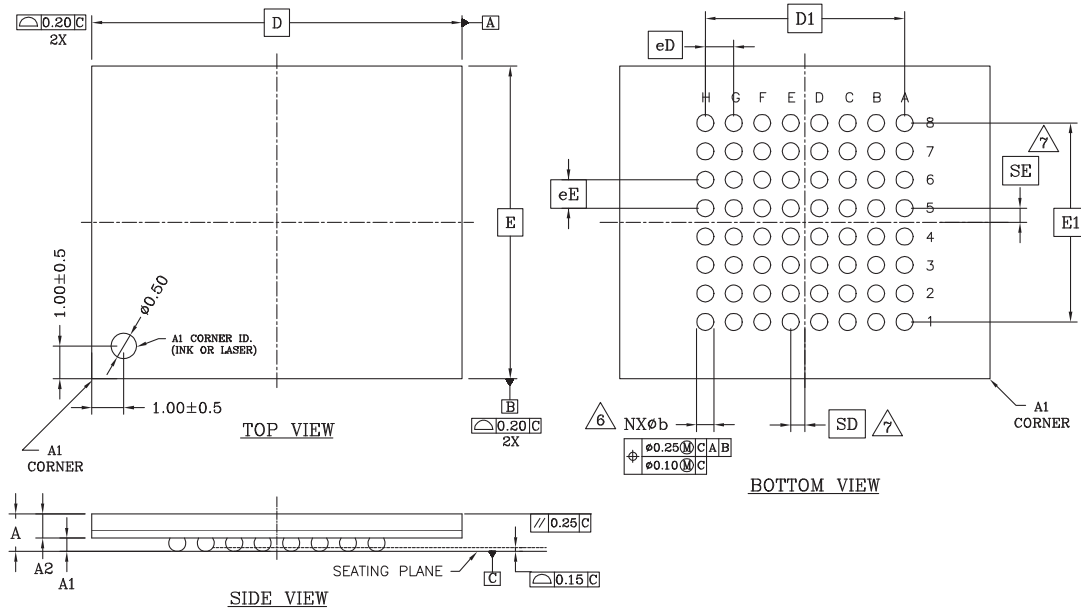 ⌓ 0.20 C
2X
D
A
E
1.00±0.5
ø0.50
A1 CORNER ID.
(INK OR LASER)
1.00±0.5
B
⌓ 0.20 C
2X
TOP VIEW
A1
CORNER
D1
eD
H G F E D C B A
8
7
6
5
4
3
2
1
7
SE
eE
E1
6 NXøb
⌖ ø0.25Ⓜ C A B
ø0.10Ⓜ C
SD 7
A1
CORNER
BOTTOM VIEW
A
A2
A1
// 0.25 C
SEATING PLANE
C
⌓ 0.15 C
SIDE VIEW